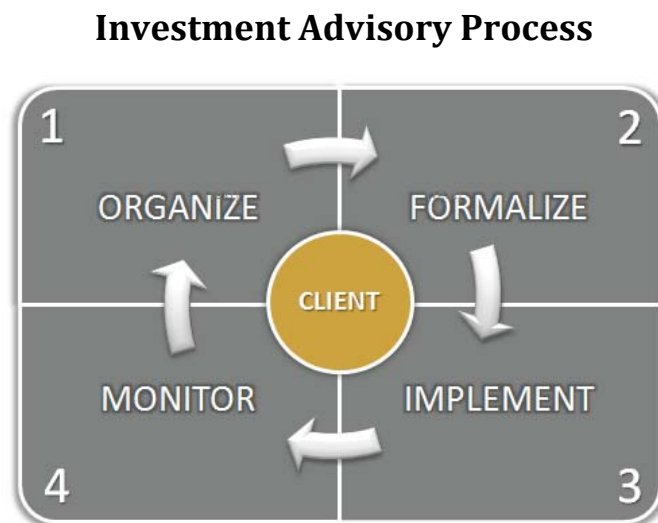 Investment Advisory Process
1
2
ORGANIZE
FORMALIZE
CLIENT
MONITOR
IMPLEMENT
4
3